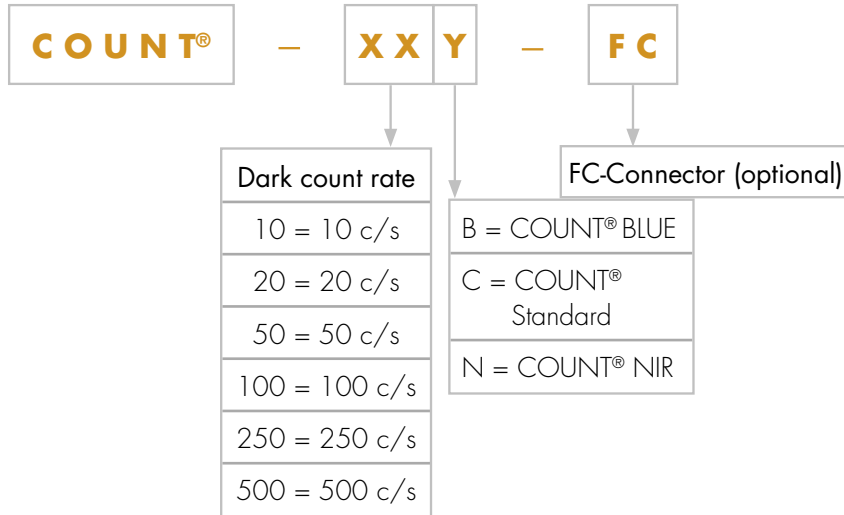 COUNT® – XXY – FC
Dark count rate
10 = 10 c/s
20 = 20 c/s
50 = 50 c/s
100 = 100 c/s
250 = 250 c/s
500 = 500 c/s
B = COUNT® BLUE
C = COUNT®
Standard
N = COUNT® NIR
FC-Connector (optional)